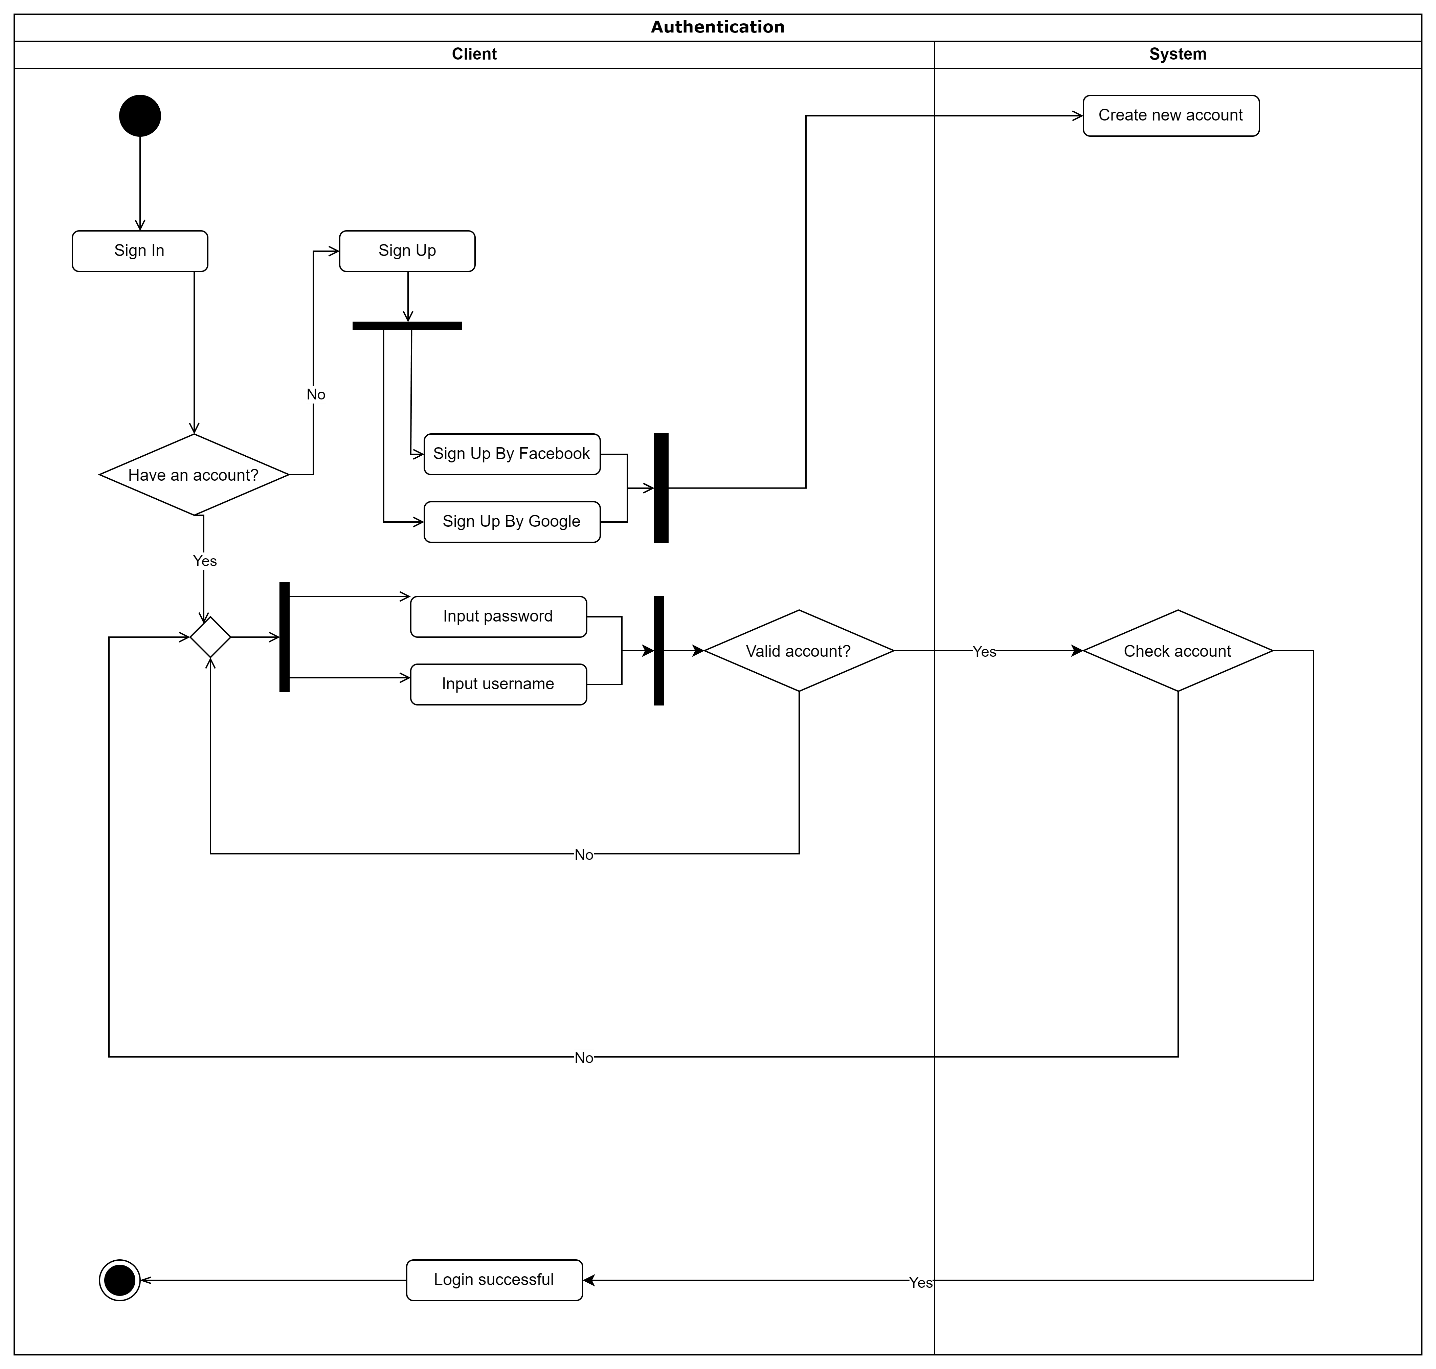 Authentication
Client
System
Create new account
Sign In
Sign Up
No
Sign Up By Facebook
Have an account?
Sign Up By Google
Yes
Input password
Valid account?
Yes
Check account
Input username
No
No
Login successful
Yes